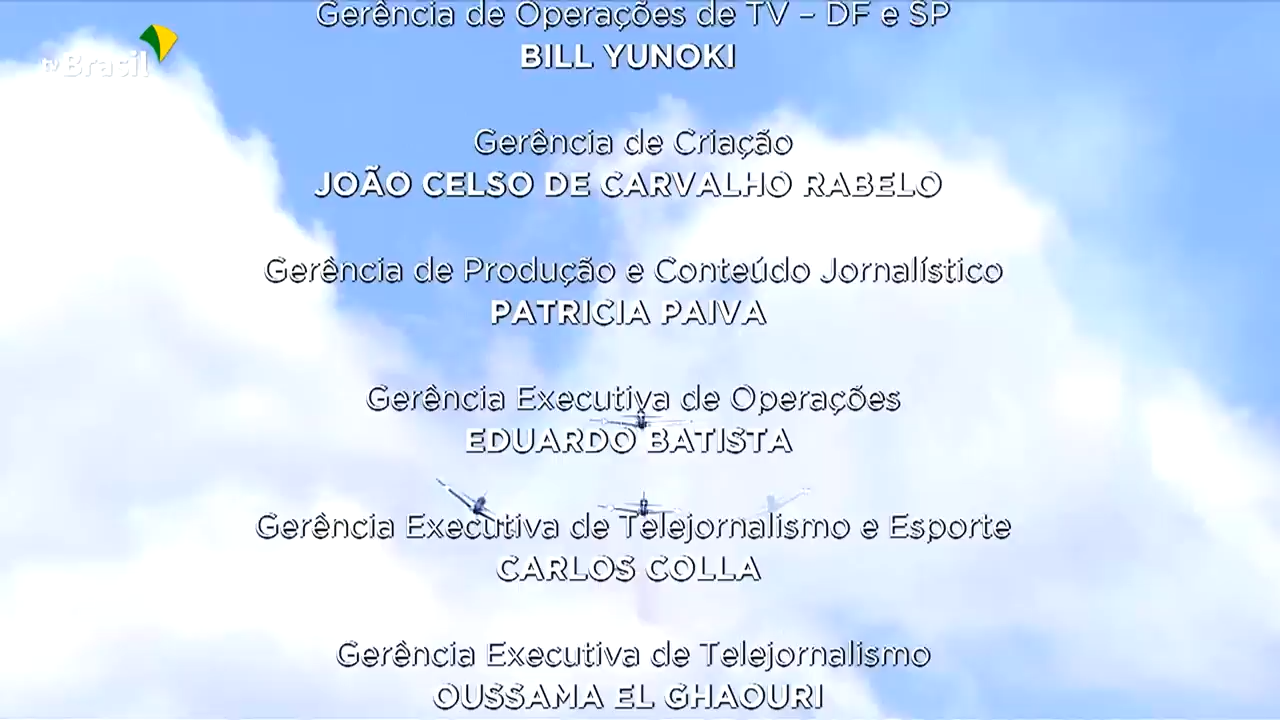 Gerência de Operações de TV – DF e SP
tv Brasil
BILL YUNOKI
Gerência de Criação
JOÃO CELSO DE CARVALHO RABELO
Gerência de Produção e Conteúdo Jornalístico
PATRICIA PAIVA
Gerência Executiva de Operações
EDUARDO BATISTA
Gerência Executiva de Telejornalismo e Esporte
CARLOS COLLA
Gerência Executiva de Telejornalismo
OUSSAMA EL GHAOURI